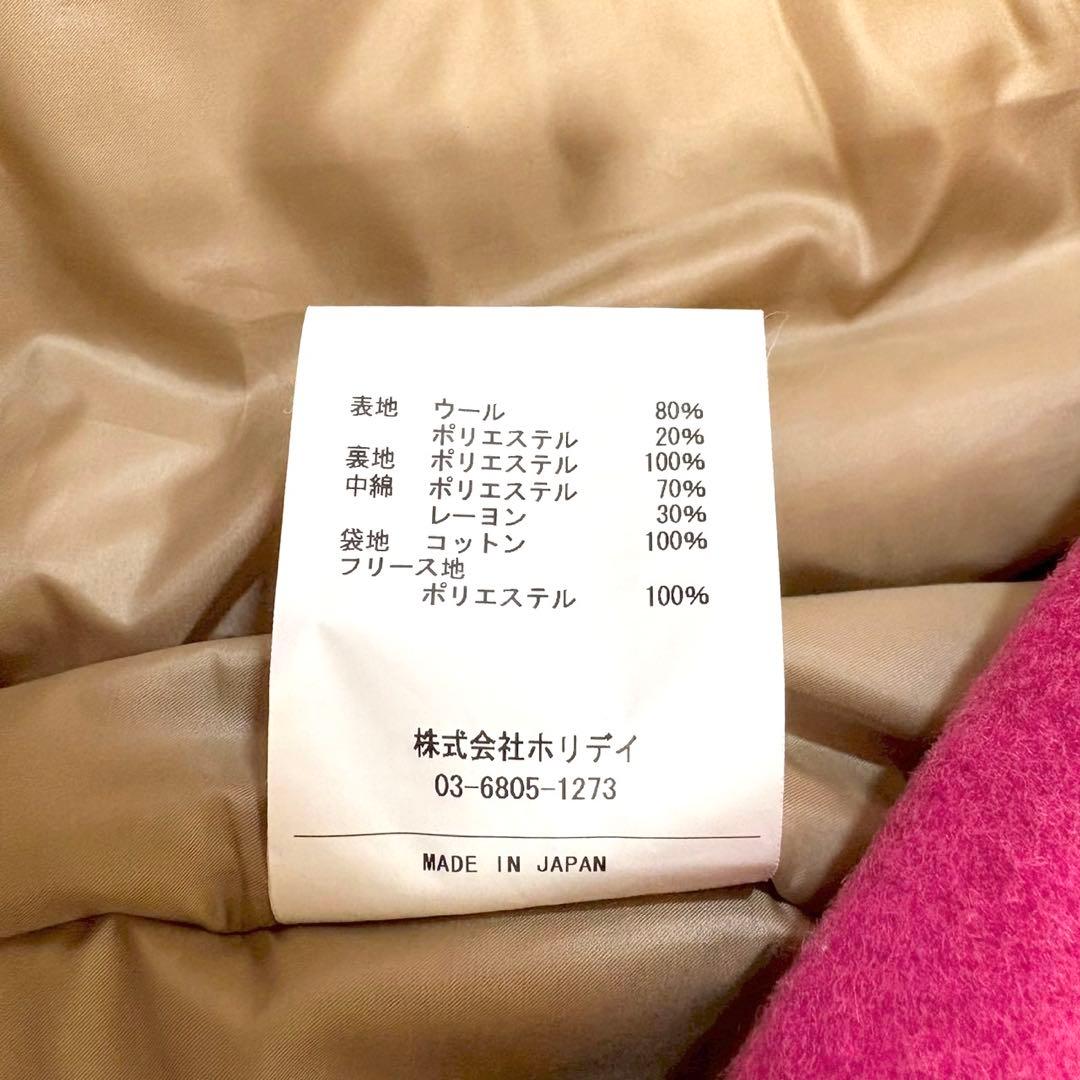 表地 ウール 80%
ポリエステル 20%
裏地 ポリエステル 100%
中綿 ポリエステル 70%
レーヨン 30%
袋地 コットン 100%
フリース地
ポリエステル 100%
株式会社ホリデイ
03-6805-1273
MADE IN JAPAN